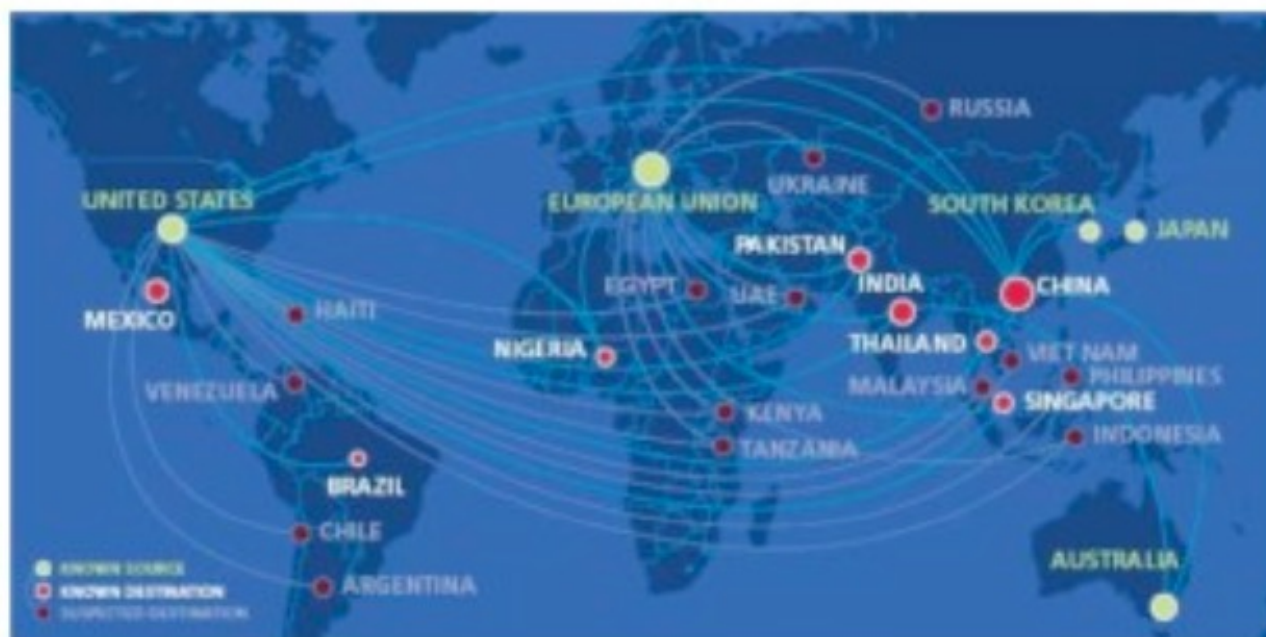 RUSSIA
UKRAINE
UNITED STATES
EUROPEAN UNION
SOUTH KOREA
JAPAN
PAKISTAN
EGYPT
UAE
INDIA
CHINA
MEXICO
HAITI
NIGERIA
THAILAND
VIET NAM
VENEZUELA
MALAYSIA
PHILIPPINES
SINGAPORE
KENYA
TANZANIA
INDONESIA
BRAZIL
CHILE
AUSTRALIA
ARGENTINA
KNOWN SOURCE
KNOWN DESTINATION
SUSPECTED DESTINATION